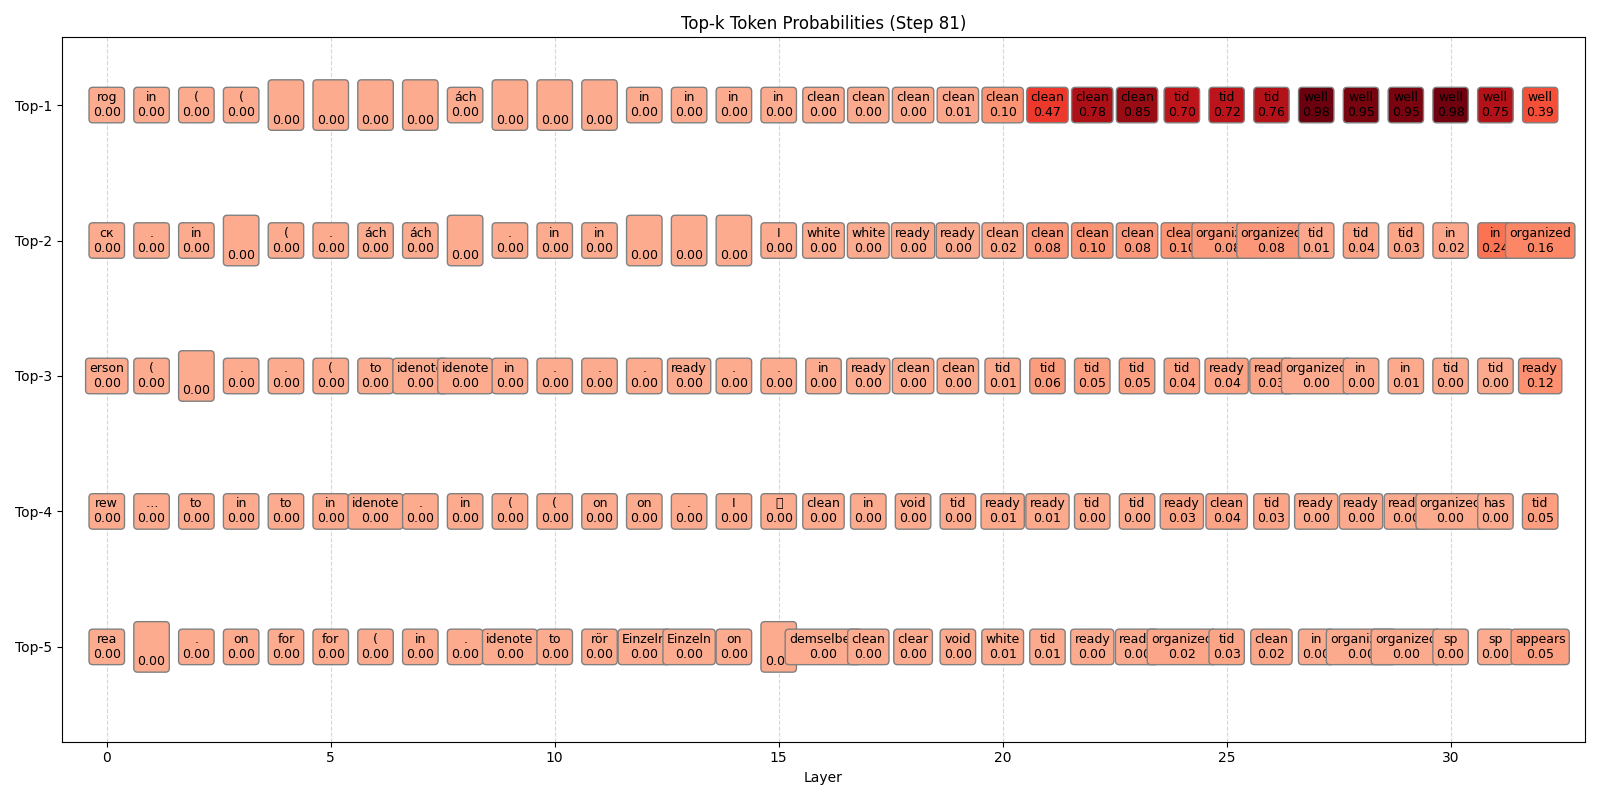 Top-k Token Probabilities (Step 81)
Top-1
rog in ( ( ách in in in in clean clean clean clean clean clean clean clean tid tid tid well well well well well well
0.00 0.00 0.00 0.00 0.00 0.00 0.00 0.00 0.00 0.00 0.00 0.00 0.00 0.00 0.00 0.00 0.00 0.00 0.00 0.01 0.10 0.47 0.78 0.85 0.70 0.72 0.76 0.98 0.95 0.95 0.98 0.75 0.39
Top-2
ск . in ( . ách ách . in in I white white ready ready clean clean clean clean organized tid tid tid in in organized
0.00 0.00 0.00 0.00 0.00 0.00 0.00 0.00 0.00 0.00 0.00 0.00 0.00 0.00 0.00 0.00 0.00 0.00 0.00 0.00 0.02 0.08 0.10 0.08 0.08 0.01 0.04 0.03 0.02 0.24 0.16
Top-3
erson ( . . ( to idenote in . . . ready . . in ready clean clean tid tid tid tid tid ready organized in in tid tid ready
0.00 0.00 0.00 0.00 0.00 0.00 0.00 0.00 0.00 0.00 0.00 0.00 0.00 0.00 0.00 0.00 0.00 0.00 0.00 0.00 0.01 0.06 0.05 0.05 0.04 0.04 0.00 0.00 0.01 0.00 0.00 0.12
Top-4
rew ... to in to in idenote . in ( ( on on . I clean in void tid ready ready tid tid ready clean tid ready ready organized has tid
0.00 0.00 0.00 0.00 0.00 0.00 0.00 0.00 0.00 0.00 0.00 0.00 0.00 0.00 0.00 0.00 0.00 0.00 0.00 0.00 0.01 0.01 0.00 0.00 0.03 0.04 0.03 0.00 0.00 0.00 0.00 0.05
Top-5
rea . on for for ( in . idenote to rör Einzeln on clean clear void white tid ready organized tid clean in organized sp sp appears
0.00 0.00 0.00 0.00 0.00 0.00 0.00 0.00 0.00 0.00 0.00 0.00 0.00 0.00 0.00 0.00 0.00 0.00 0.00 0.01 0.01 0.00 0.02 0.03 0.02 0.00 0.00 0.00 0.05
0 5 10 15 20 25 30
Layer